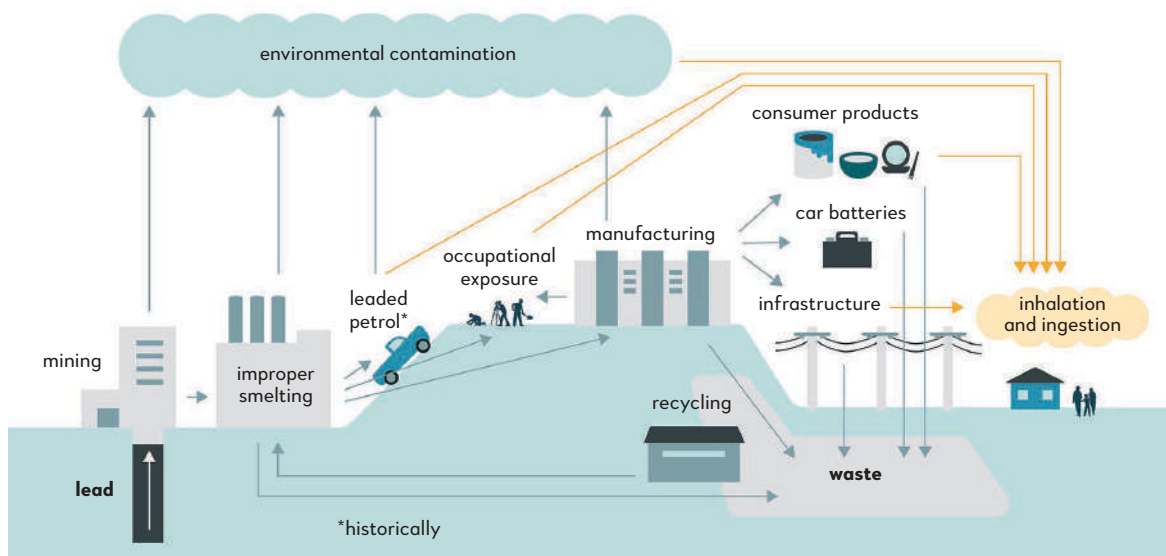 environmental contamination
consumer products
car batteries
manufacturing
occupational
exposure
leaded
petrol*
infrastructure
inhalation
and ingestion
mining
improper
smelting
recycling
lead
waste
*historically